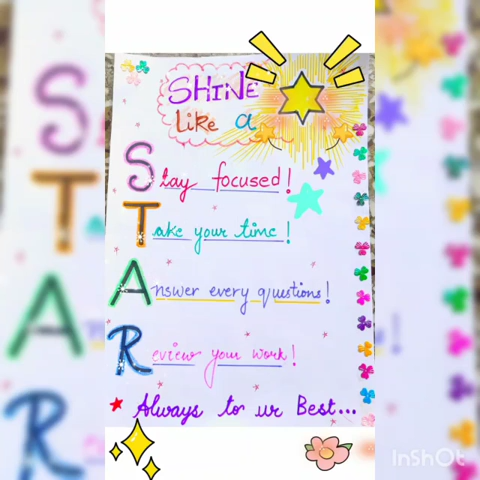 SHINE
Like a
Stay focused!
Take your time!
Answer every questions!
Review your work!
Always to ur Best...
InShOt